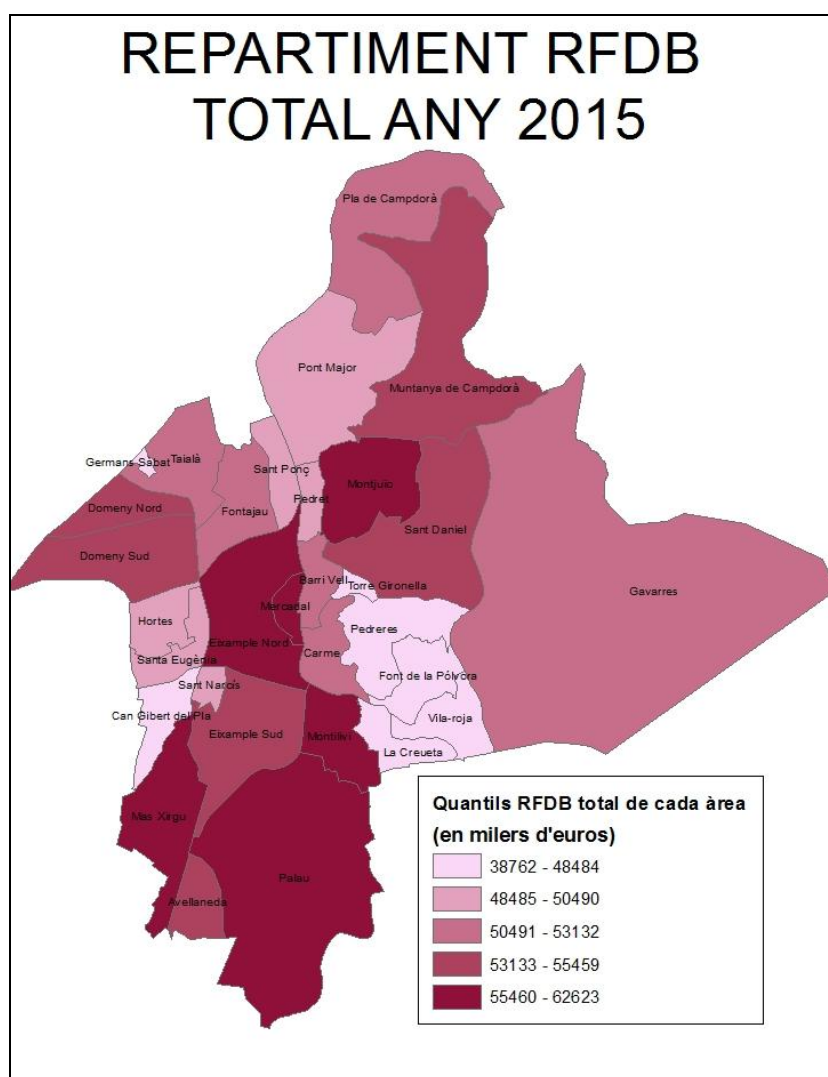 REPARTIMENT RFDB
TOTAL ANY 2015
Pla de Campdorà
Pont Major
Muntanya de Campdorà
Germans Sabat
Taialà
Sant Ponç
Montjuïc
Pedret
Domeny Nord
Fontajau
Sant Daniel
Domeny Sud
Barri Vell
Torre Gironella
Gavarres
Mercadal
Hortes
Pedreres
Eixample Nord
Carme
Santa Eugènia
Font de la Pólvora
Sant Narcís
Can Gibert del Pla
Vila-roja
Eixample Sud
Montilivi
La Creueta
Mas Xirgu
Palau
Avellaneda
Quantils RFDB total de cada àrea
(en milers d'euros)
38762 - 48484
48485 - 50490
50491 - 53132
53133 - 55459
55460 - 62623